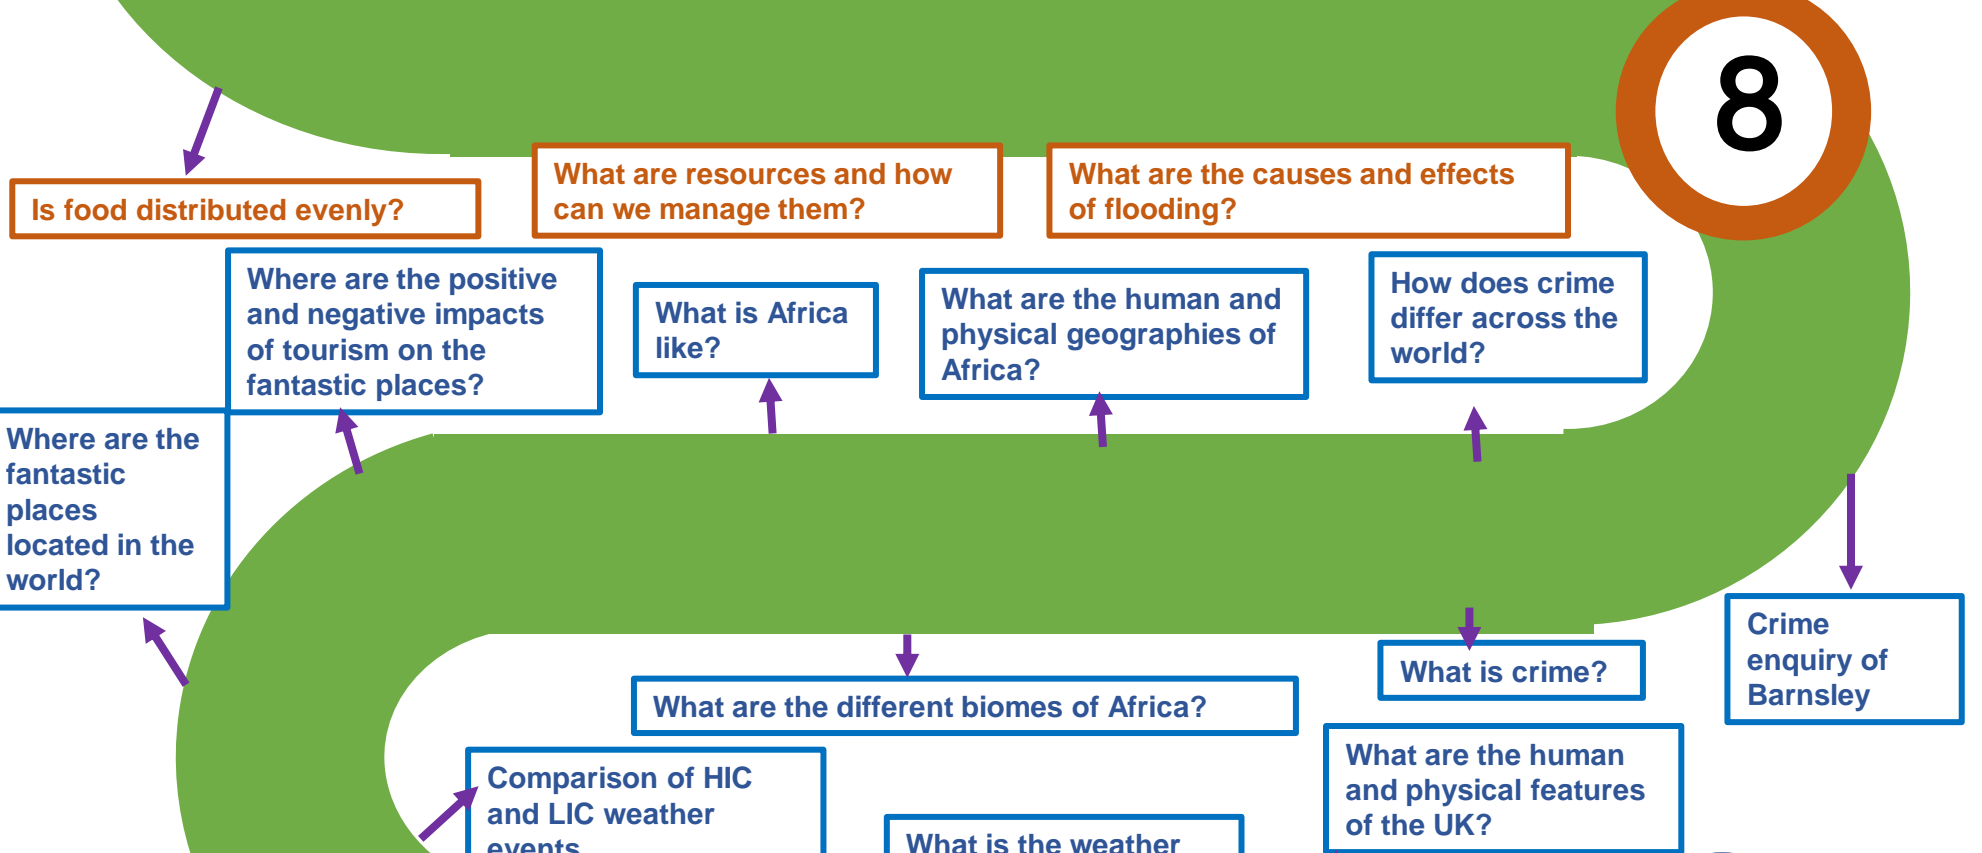 8
Is food distributed evenly?
What are resources and how
can we manage them?
What are the causes and effects
of flooding?
Where are the positive
and negative impacts
of tourism on the
fantastic places?
What is Africa
like?
What are the human and
physical geographies of
Africa?
How does crime
differ across the
world?
Where are the
fantastic
places
located in the
world?
What are the different biomes of Africa?
What is crime?
Crime
enquiry of
Barnsley
Comparison of HIC
and LIC weather
events
What is the weather
What are the human
and physical features
of the UK?